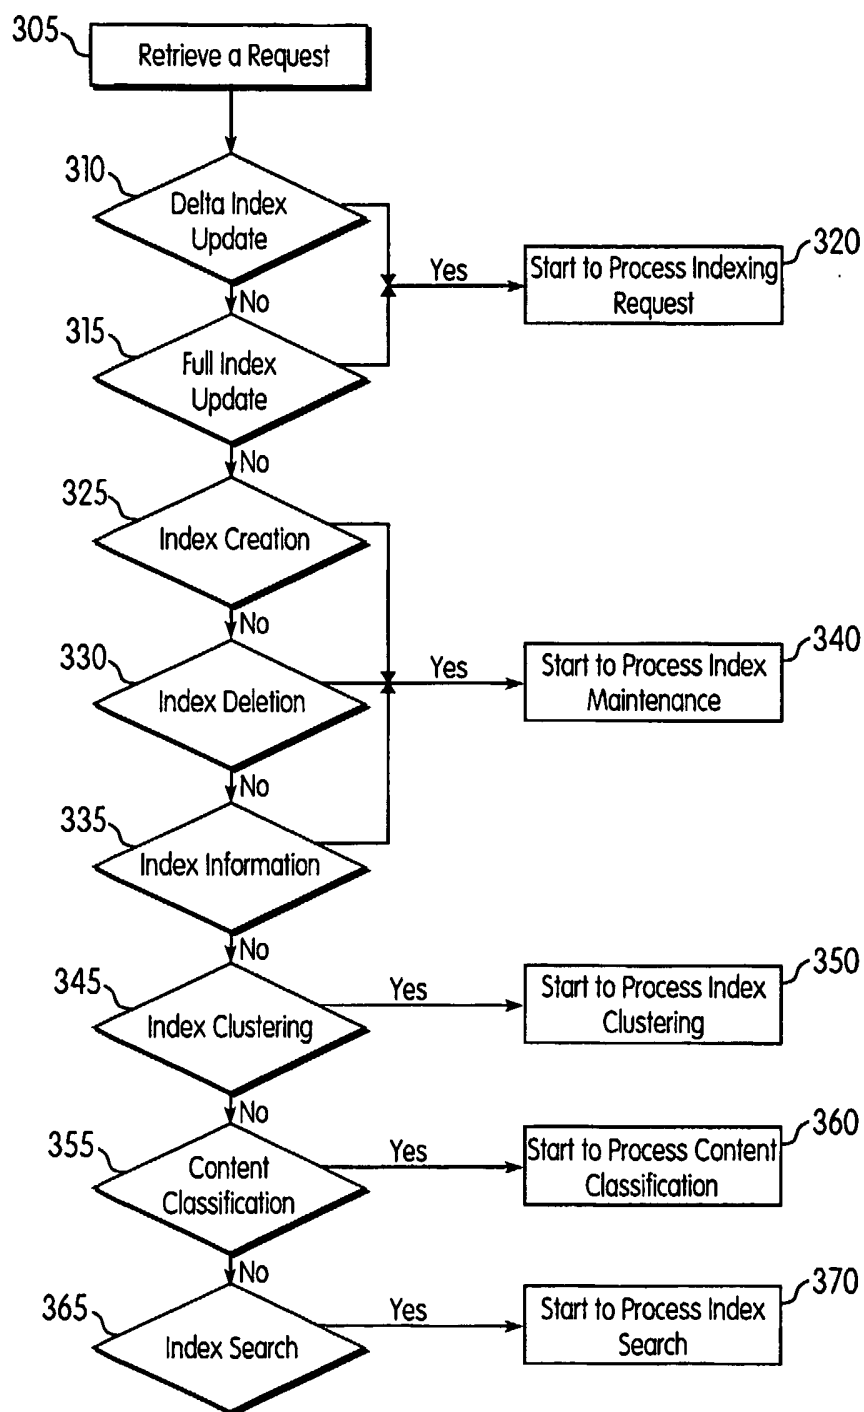 305
Retrieve a Request
310
Delta Index
Update
Yes
Start to Process Indexing
Request
320
No
315
Full Index
Update
No
325
Index Creation
No
330
Index Deletion
Yes
Start to Process Index
Maintenance
340
No
335
Index Information
No
345
Index Clustering
Yes
Start to Process Index
Clustering
350
No
355
Content
Classification
Yes
Start to Process Content
Classification
360
No
365
Index Search
Yes
Start to Process Index
Search
370